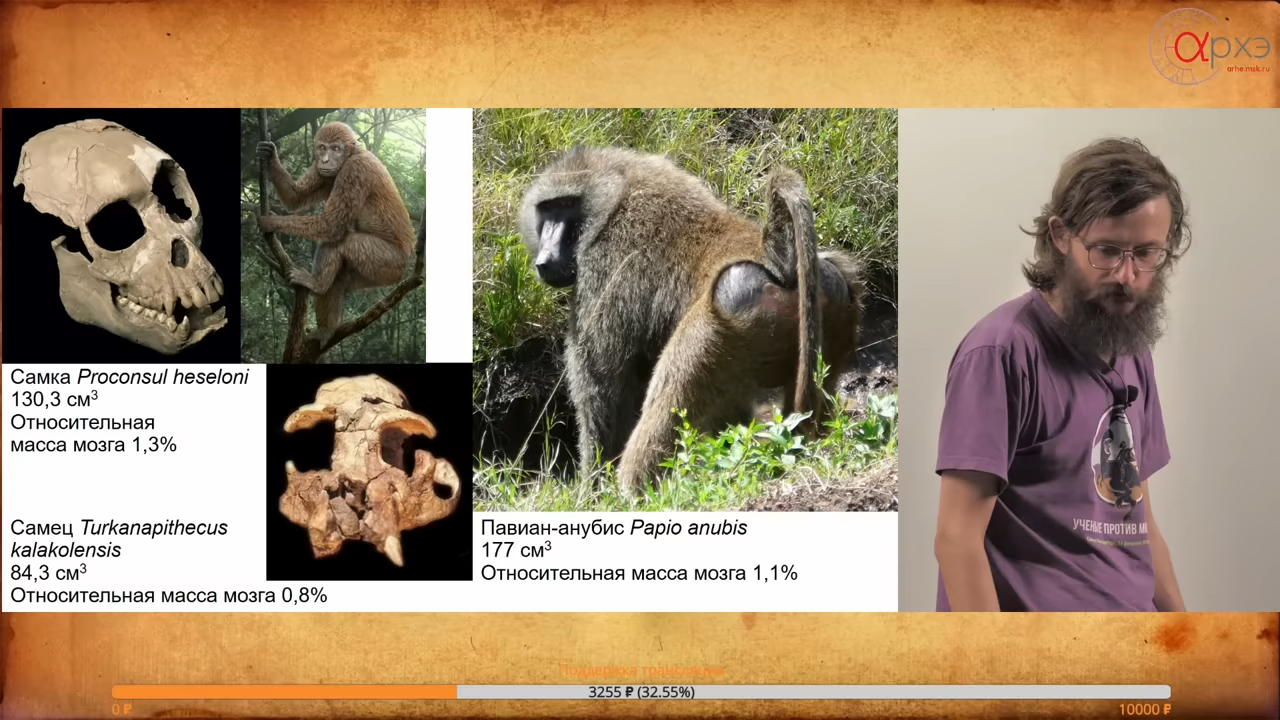 αрхэ
arhe.msk.ru
Самка Proconsul heseloni
130,3 см³
Относительная
масса мозга 1,3%
Самец Turkanapithecus
kalakolensis
84,3 см³
Относительная масса мозга 0,8%
Павиан-анубис Papio anubis
177 см³
Относительная масса мозга 1,1%
УЧЕНЫЕ ПРОТИВ
Поддержка трансляции
3255 ₽ (32.55%)
0 ₽
10000 ₽